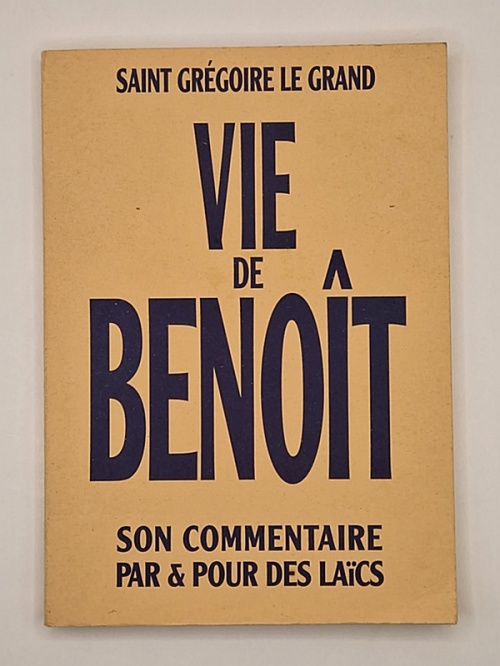 SAINT GRÉGOIRE LE GRAND
VIE
DE
BENOÎT
SON COMMENTAIRE
PAR & POUR DES LAïCS